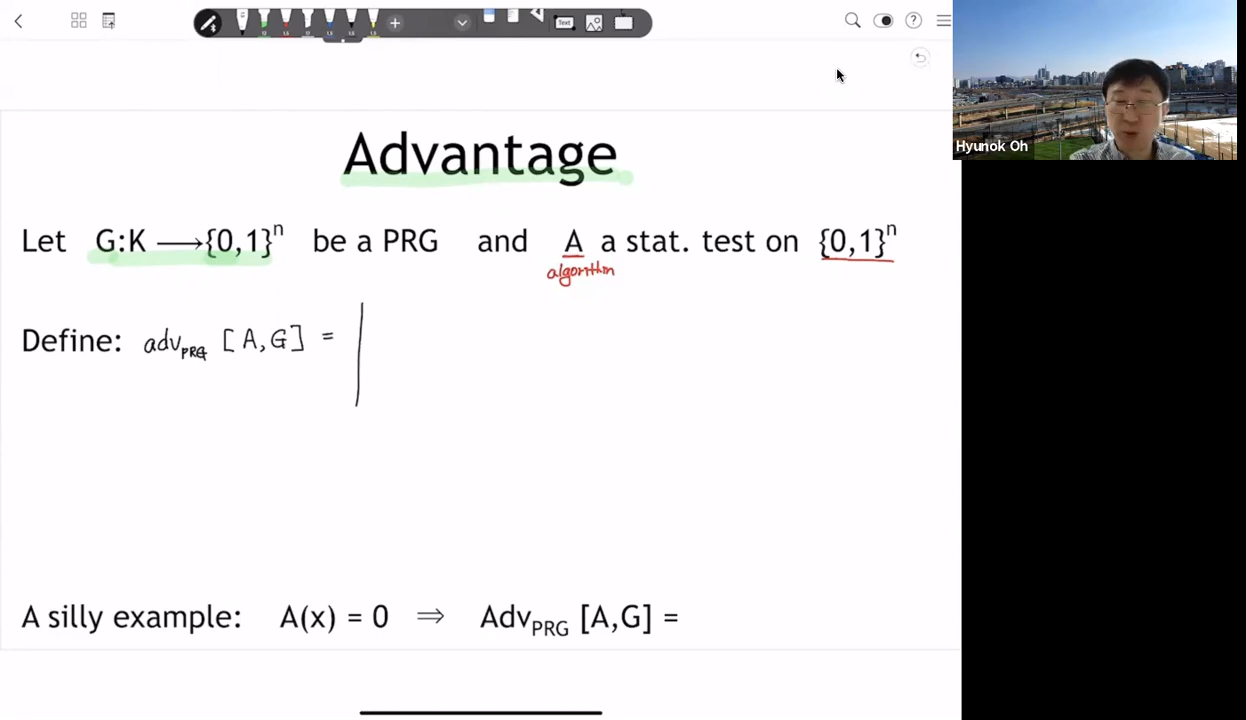 Text
Hyunok Oh
Advantage
Let G:K ⟶{0,1}ⁿ be a PRG and A a stat. test on {0,1}ⁿ
algorithm
Define: adv_PRG [A,G] = |
A silly example: A(x) = 0 ⇒ Adv_PRG [A,G] =